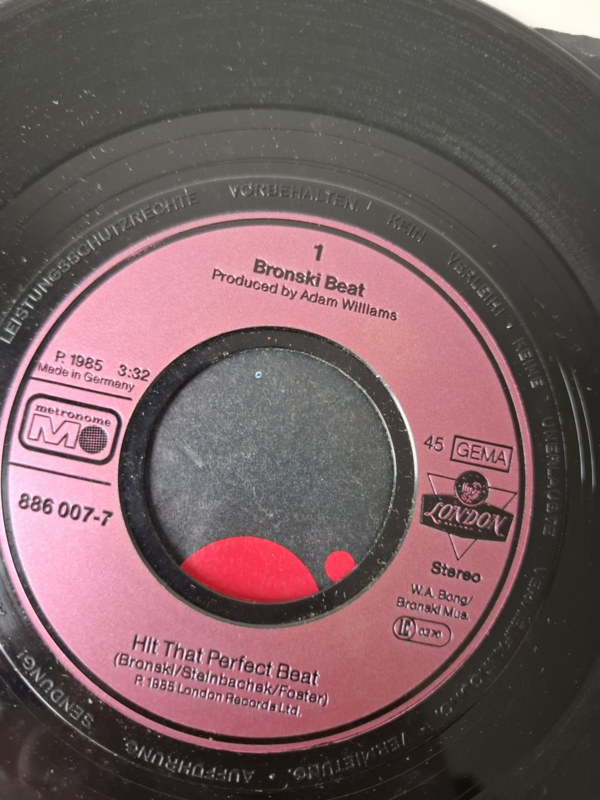 LEISTUNGSSCHUTZRECHTE VORBEHALTEN! KEIN VERLEIH! · KEINE UNERLAUBTE
VERMIETUNG, · AUFFÜHRUNG, SENDUNG!
1
Bronski Beat
Produced by Adam Williams
P. 1985 3:32
Made in Germany
metronome
M
886 007-7
45 GEMA
LONDON
Stereo
W.A. Bong/
Bronski Mus.
LC 0370
Hit That Perfect Beat
(Bronski/Steinbachek/Foster)
P. 1985 London Records Ltd.